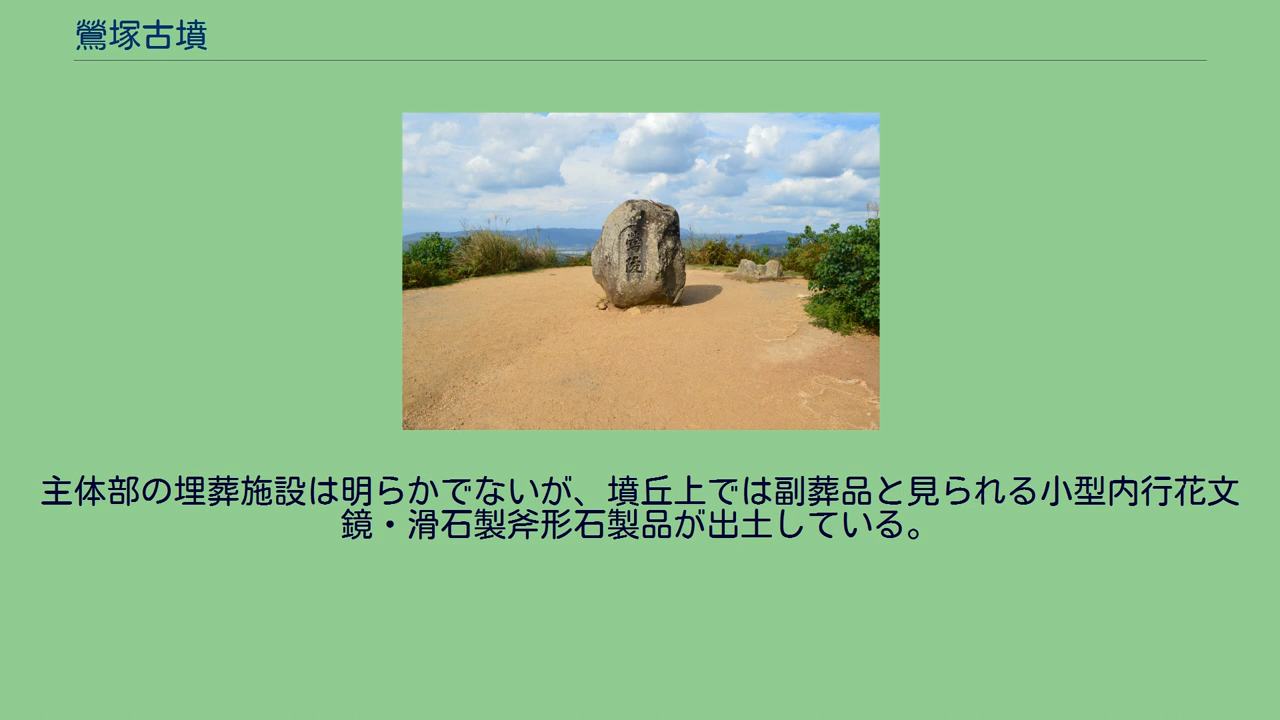 鶯塚古墳
鶯陵
主体部の埋葬施設は明らかでないが、墳丘上では副葬品と見られる小型内行花文
鏡・滑石製斧形石製品が出土している。